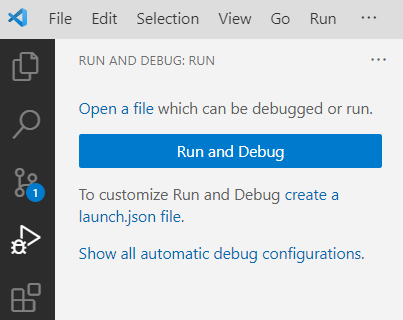 File Edit Selection View Go Run ···
RUN AND DEBUG: RUN ···
Open a file which can be debugged or run.
Run and Debug
1
To customize Run and Debug create a
launch.json file.
Show all automatic debug configurations.